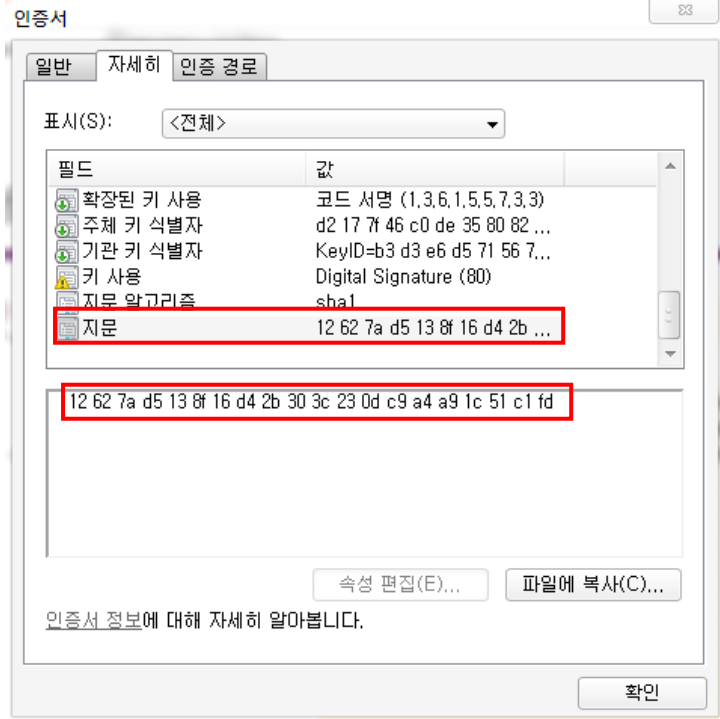 인증서
일반 자세히 인증 경로
표시(S): <전체>
필드 값
확장된 키 사용 코드 서명 (1,3,6,1,5,5,7,3,3)
주체 키 식별자 d2 17 7f 46 c0 de 35 80 82 ...
기관 키 식별자 KeyID=b3 d3 e6 d5 71 56 7...
키 사용 Digital Signature (80)
지문 알고리즘 sha1
지문 12 62 7a d5 13 8f 16 d4 2b ...
12 62 7a d5 13 8f 16 d4 2b 30 3c 23 0d c9 a4 a9 1c 51 c1 fd
속성 편집(E)... 파일에 복사(C)...
인증서 정보에 대해 자세히 알아봅니다.
확인